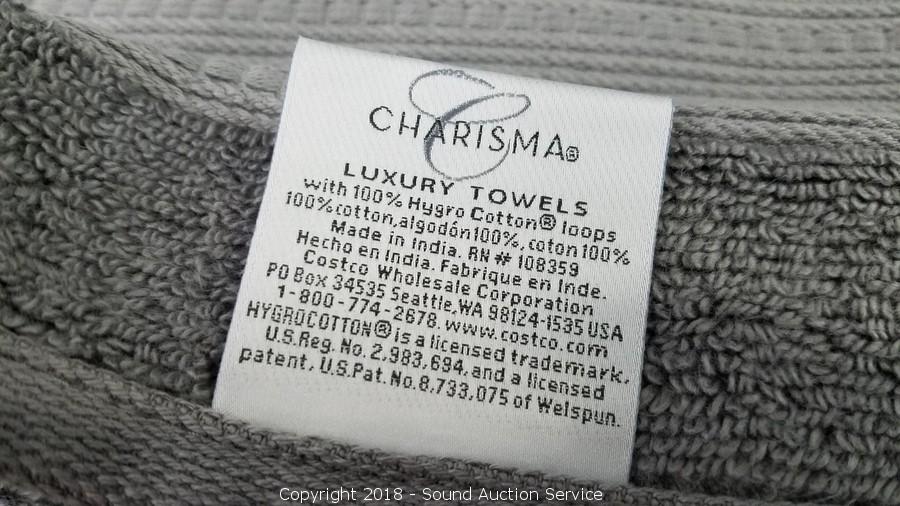 CHARISMA®
LUXURY TOWELS
with 100% Hygro Cotton® loops
100%cotton,algodón100%,coton100%
Made in India. RN# 108359
Hecho en India. Fabrique en Inde.
Costco Wholesale Corporation
PO Box 34535 Seattle,WA 98124-1535 USA
1-800-774-2678. www.costco.com
HYGROCOTTON® is a licensed trademark,
U.S.Reg. No. 2,983,694, and a licensed
patent, U.S.Pat. No.8,733,075 of Welspun.
Copyright 2018 - Sound Auction Service